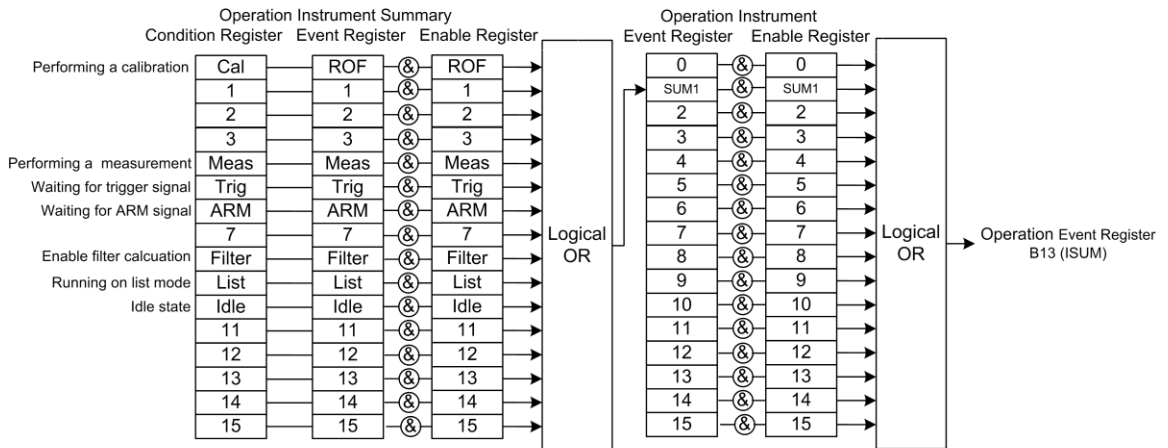 Operation Instrument Summary
Operation Instrument
Condition Register Event Register Enable Register
Event Register Enable Register
Performing a calibration Cal ROF & ROF 0 & 0
1 1 & 1 SUM1 & SUM1
2 2 & 2 2 & 2
3 3 & 3 3 & 3
Performing a measurement Meas Meas & Meas 4 & 4
Waiting for trigger signal Trig Trig & Trig 5 & 5
Waiting for ARM signal ARM ARM & ARM 6 & 6
7 7 & 7 7 & 7
Enable filter calcuation Filter Filter & Filter 8 & 8
Running on list mode List List & List 9 & 9
Idle state Idle Idle & Idle 10 & 10
11 11 & 11 11 & 11
12 12 & 12 12 & 12
13 13 & 13 13 & 13
14 14 & 14 14 & 14
15 15 & 15 15 & 15
Logical
OR
Logical
OR
Operation Event Register
B13 (ISUM)